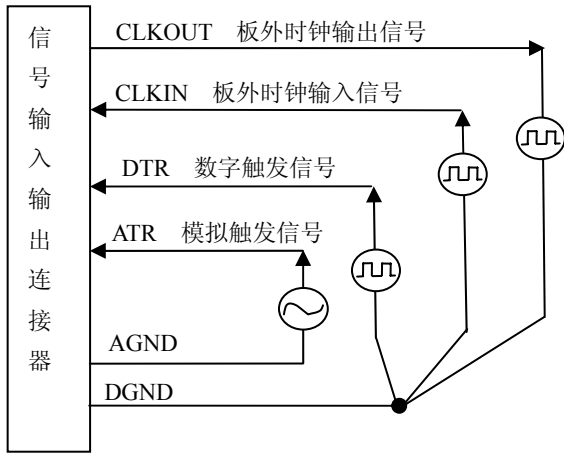 信号输入输出连接器
CLKOUT 板外时钟输出信号
CLKIN 板外时钟输入信号
DTR 数字触发信号
ATR 模拟触发信号
AGND
DGND